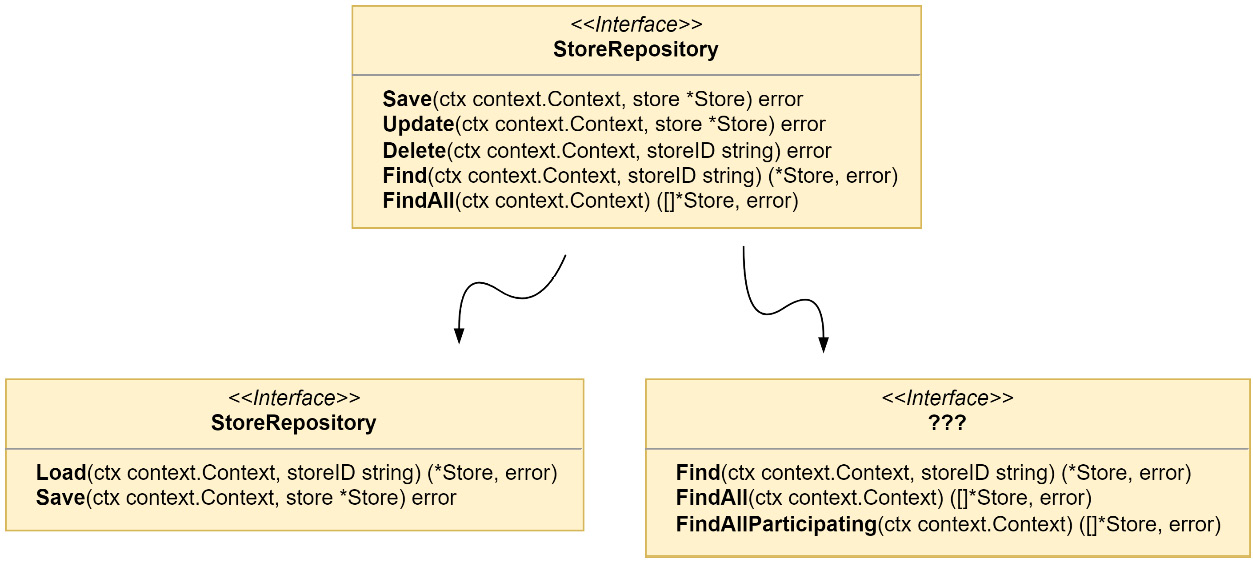 <<Interface>>
StoreRepository
Save(ctx context.Context, store *Store) error
Update(ctx context.Context, store *Store) error
Delete(ctx context.Context, storeID string) error
Find(ctx context.Context, storeID string) (*Store, error)
FindAll(ctx context.Context) ([]*Store, error)
<<Interface>>
StoreRepository
Load(ctx context.Context, storeID string) (*Store, error)
Save(ctx context.Context, store *Store) error
<<Interface>>
???
Find(ctx context.Context, storeID string) (*Store, error)
FindAll(ctx context.Context) ([]*Store, error)
FindAllParticipating(ctx context.Context) ([]*Store, error)